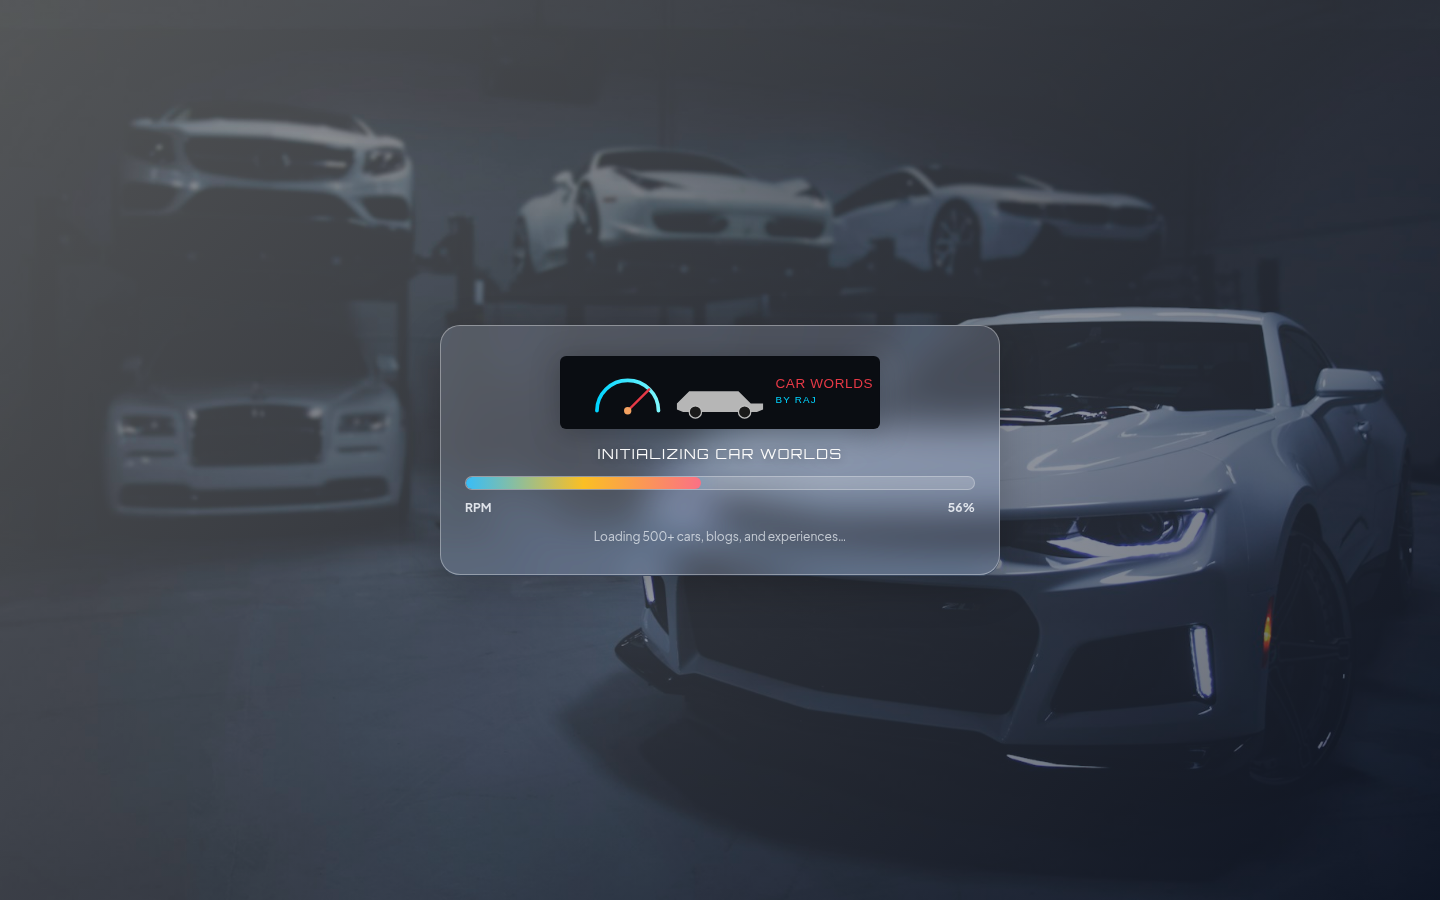 CAR WORLDS
BY RAJ
INITIALIZING CAR WORLDS
RPM 56%
Loading 500+ cars, blogs, and experiences...